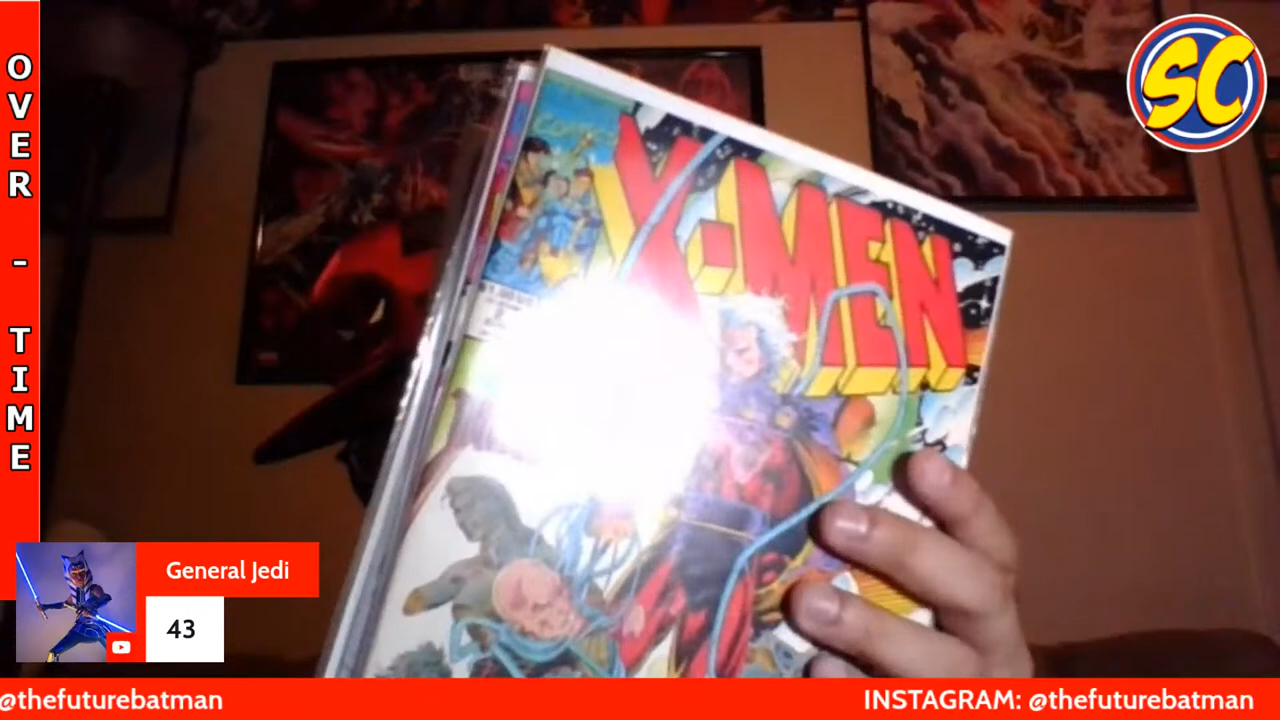 OVER - TIME
SC
X-MEN
General Jedi
43
@thefuturebatman
INSTAGRAM: @thefuturebatman